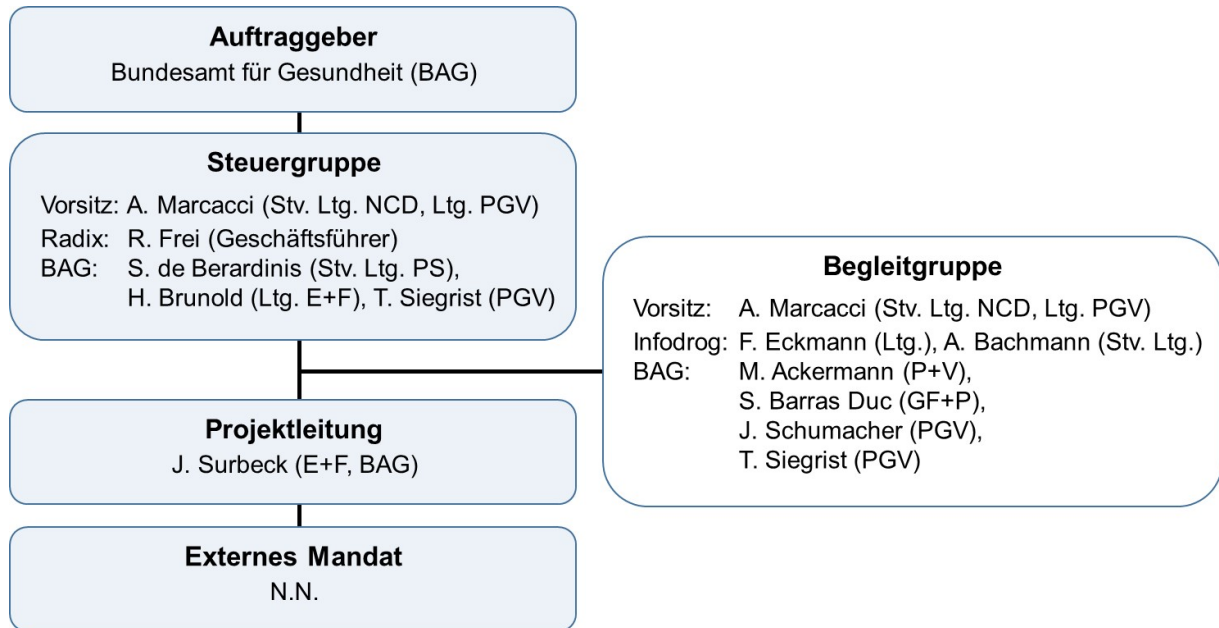 Auftraggeber
Bundesamt für Gesundheit (BAG)
Steuergruppe
Vorsitz: A. Marcacci (Stv. Ltg. NCD, Ltg. PGV)
Radix: R. Frei (Geschäftsführer)
BAG: S. de Berardinis (Stv. Ltg. PS),
H. Brunold (Ltg. E+F), T. Siegrist (PGV)
Begleitgruppe
Vorsitz: A. Marcacci (Stv. Ltg. NCD, Ltg. PGV)
Infodrog: F. Eckmann (Ltg.), A. Bachmann (Stv. Ltg.)
BAG: M. Ackermann (P+V),
S. Barras Duc (GF+P),
J. Schumacher (PGV),
T. Siegrist (PGV)
Projektleitung
J. Surbeck (E+F, BAG)
Externes Mandat
N.N.